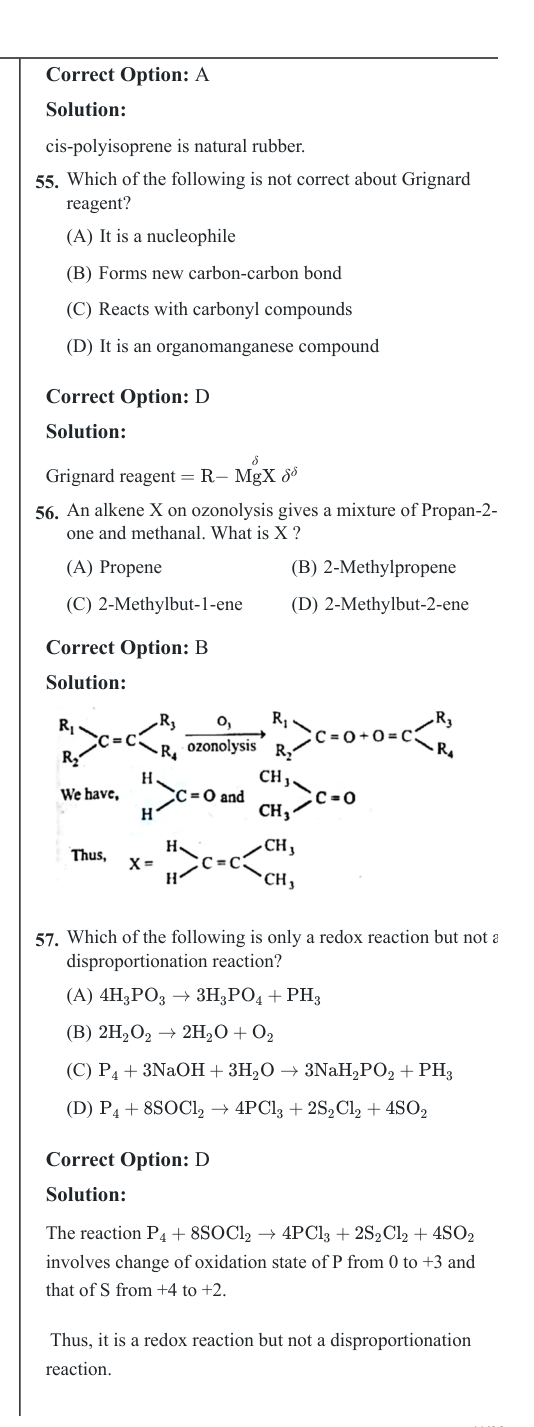 Correct Option: A
Solution:
cis-polyisoprene is natural rubber.
55. Which of the following is not correct about Grignard
reagent?
(A) It is a nucleophile
(B) Forms new carbon-carbon bond
(C) Reacts with carbonyl compounds
(D) It is an organomanganese compound
Correct Option: D
Solution:
δ
Grignard reagent = R− MgX δδ
56. An alkene X on ozonolysis gives a mixture of Propan-2-
one and methanal. What is X ?
(A) Propene (B) 2-Methylpropene
(C) 2-Methylbut-1-ene (D) 2-Methylbut-2-ene
Correct Option: B
Solution:
R₁ R₃ O, R₁ R₃
C=C C=O+O=C
R₂ R₄ ozonolysis R₂ R₄
H CH₃
We have, C=O and C=O
H CH₃
H CH₃
Thus, X= C=C
H CH₃
57. Which of the following is only a redox reaction but not a
disproportionation reaction?
(A) 4H₃PO₃ → 3H₃PO₄ + PH₃
(B) 2H₂O₂ → 2H₂O + O₂
(C) P₄ + 3NaOH + 3H₂O → 3NaH₂PO₂ + PH₃
(D) P₄ + 8SOCl₂ → 4PCl₃ + 2S₂Cl₂ + 4SO₂
Correct Option: D
Solution:
The reaction P₄ + 8SOCl₂ → 4PCl₃ + 2S₂Cl₂ + 4SO₂
involves change of oxidation state of P from 0 to +3 and
that of S from +4 to +2.
Thus, it is a redox reaction but not a disproportionation
reaction.